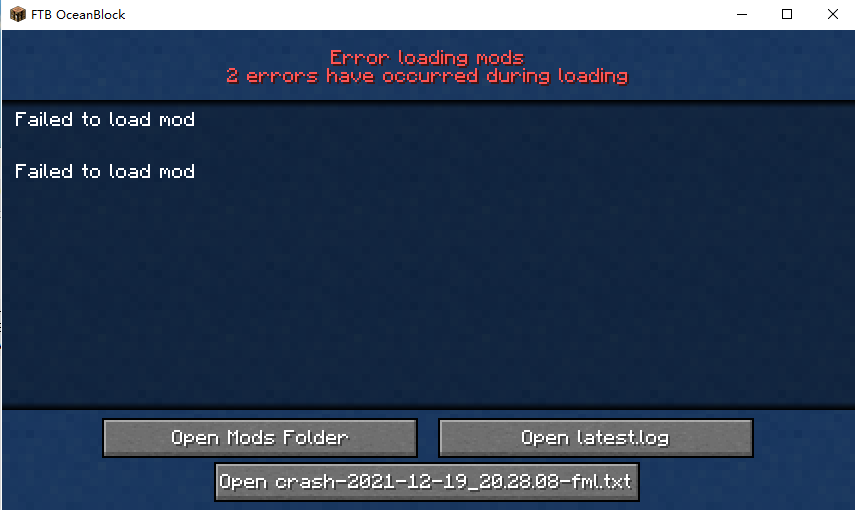 FTB OceanBlock
Error loading mods
2 errors have occurred during loading
Failed to load mod
Failed to load mod
Open Mods Folder
Open latest.log
Open crash-2021-12-19_20.28.08-fml.txt